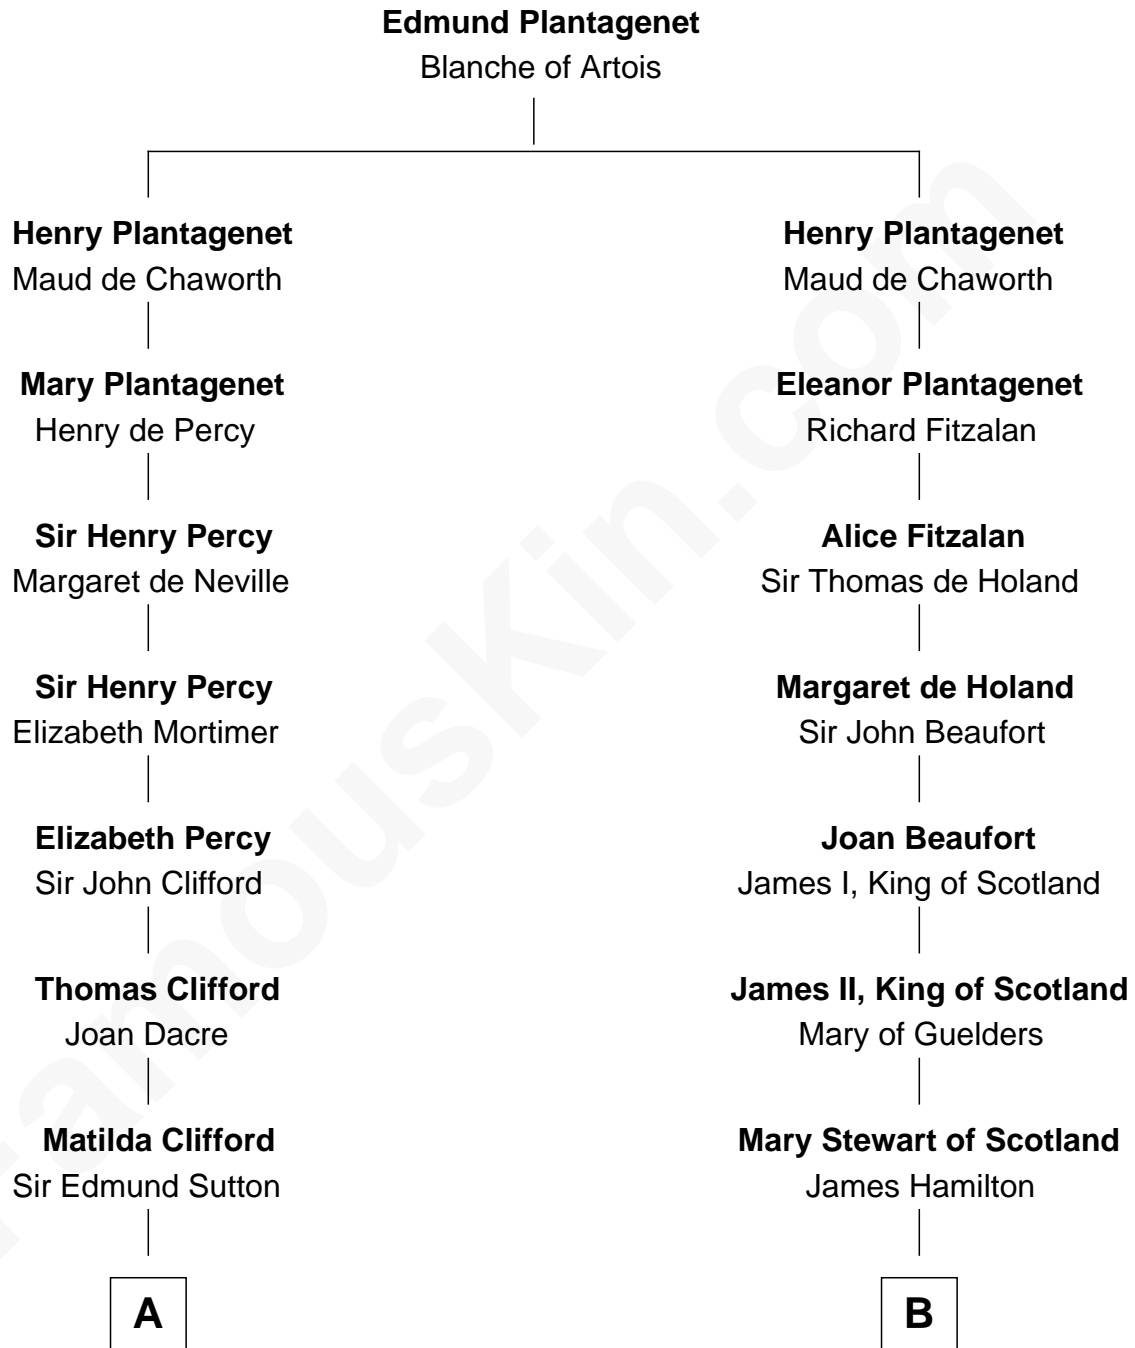 Edmund Plantagenet
Blanche of Artois
Henry Plantagenet
Maud de Chaworth
Mary Plantagenet
Henry de Percy
Sir Henry Percy
Margaret de Neville
Sir Henry Percy
Elizabeth Mortimer
Elizabeth Percy
Sir John Clifford
Thomas Clifford
Joan Dacre
Matilda Clifford
Sir Edmund Sutton
A
Henry Plantagenet
Maud de Chaworth
Eleanor Plantagenet
Richard Fitzalan
Alice Fitzalan
Sir Thomas de Holand
Margaret de Holand
Sir John Beaufort
Joan Beaufort
James I, King of Scotland
James II, King of Scotland
Mary of Guelders
Mary Stewart of Scotland
James Hamilton
B
FamousKin.com